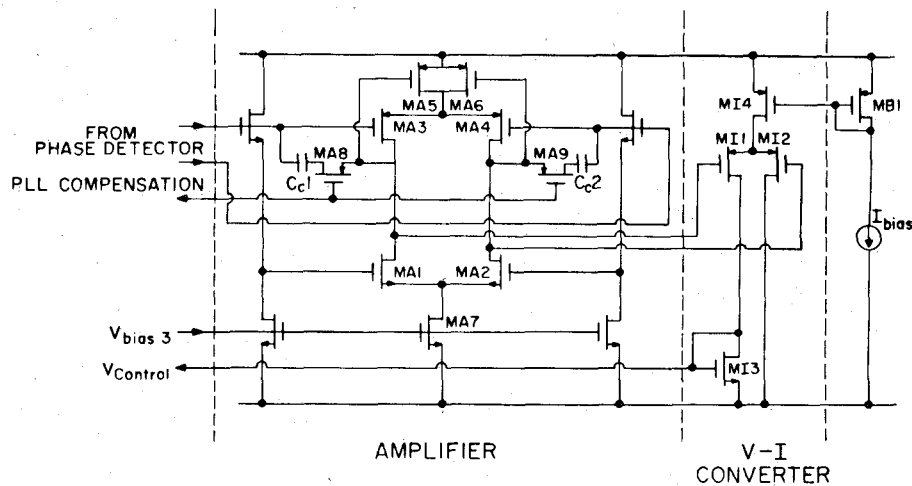 MI4
MB1
MA5 MA6
MA3 MA4
MI1 MI2
FROM
PHASE DETECTOR
MA8 MA9
PLL COMPENSATION
Cc1 Cc2
Ibias
MA1 MA2
MA7
Vbias 3
VControl
MI3
AMPLIFIER
V-I
CONVERTER